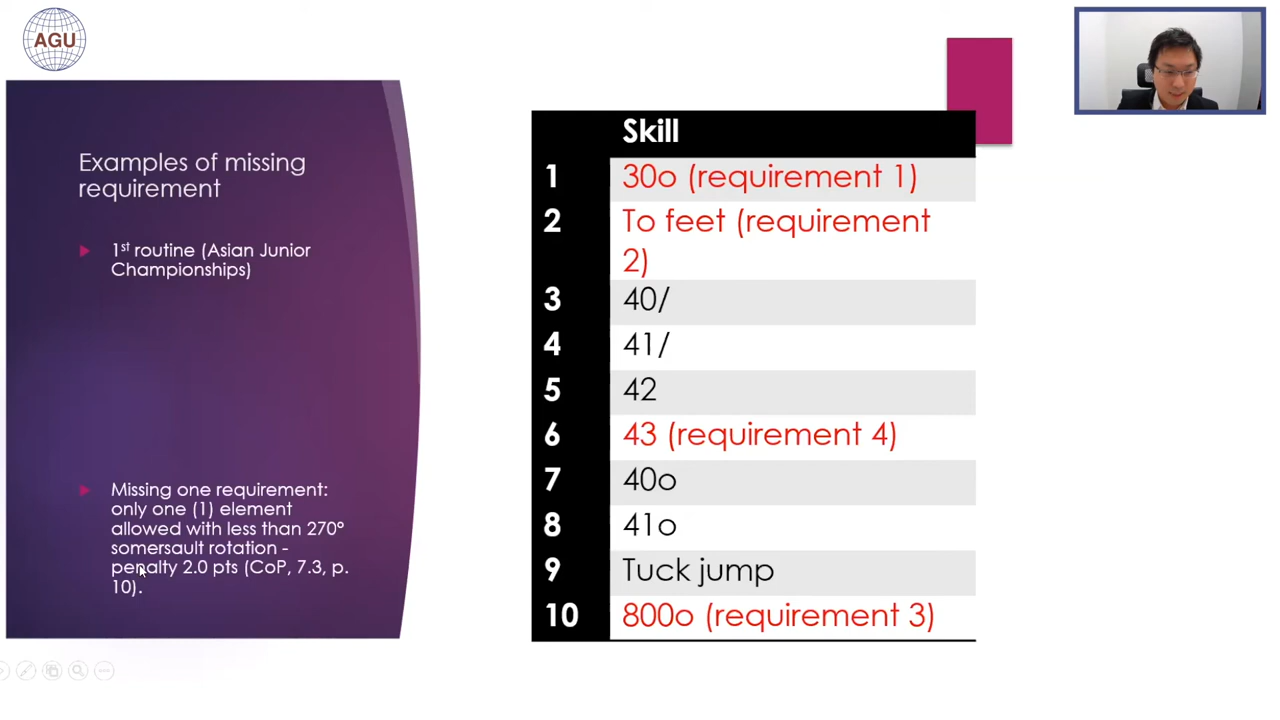 AGU
Examples of missing
requirement
1st routine (Asian Junior
Championships)
Missing one requirement:
only one (1) element
allowed with less than 270°
somersault rotation -
penalty 2.0 pts (CoP, 7.3, p.
10).
Skill
1 30o (requirement 1)
2 To feet (requirement
2)
3 40/
4 41/
5 42
6 43 (requirement 4)
7 40o
8 41o
9 Tuck jump
10 800o (requirement 3)